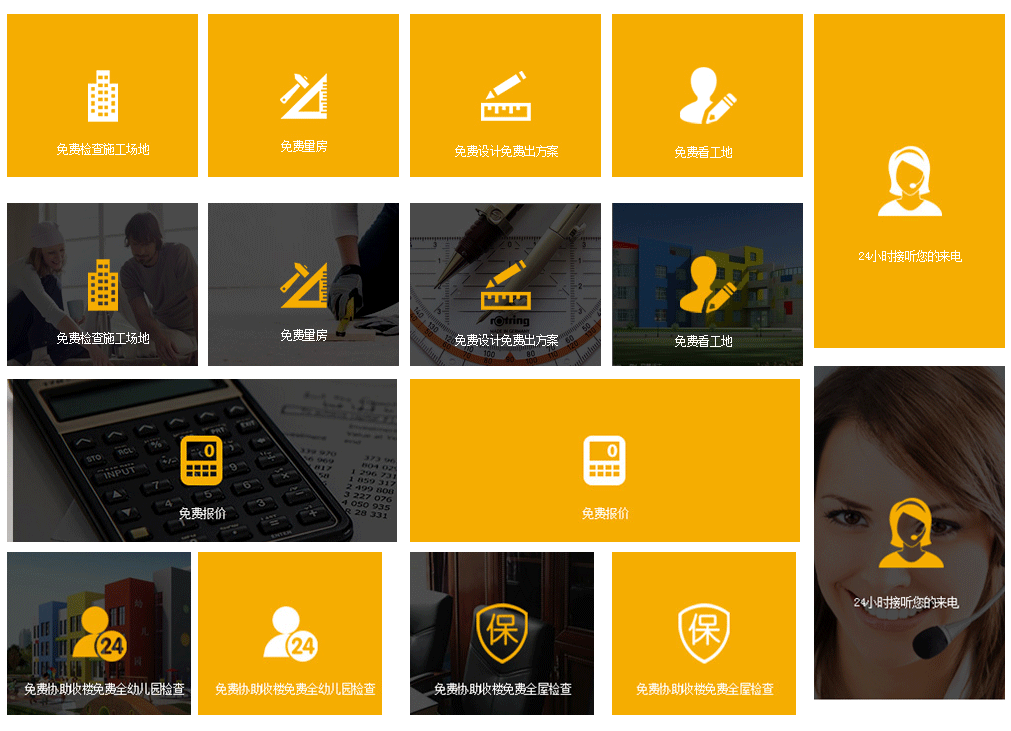 免费检查施工场地
免费量房
免费设计免费出方案
免费看工地
24小时接听您的来电
免费检查施工场地
免费量房
rotring
免费设计免费出方案
免费看工地
STO
RCL
INPUT
PRT
EXIT
0
免费报价
0
免费报价
24小时接听您的来电
24
免费协助收楼免费全幼儿园检查
24
免费协助收楼免费全幼儿园检查
保
免费协助收楼免费全屋检查
保
免费协助收楼免费全屋检查